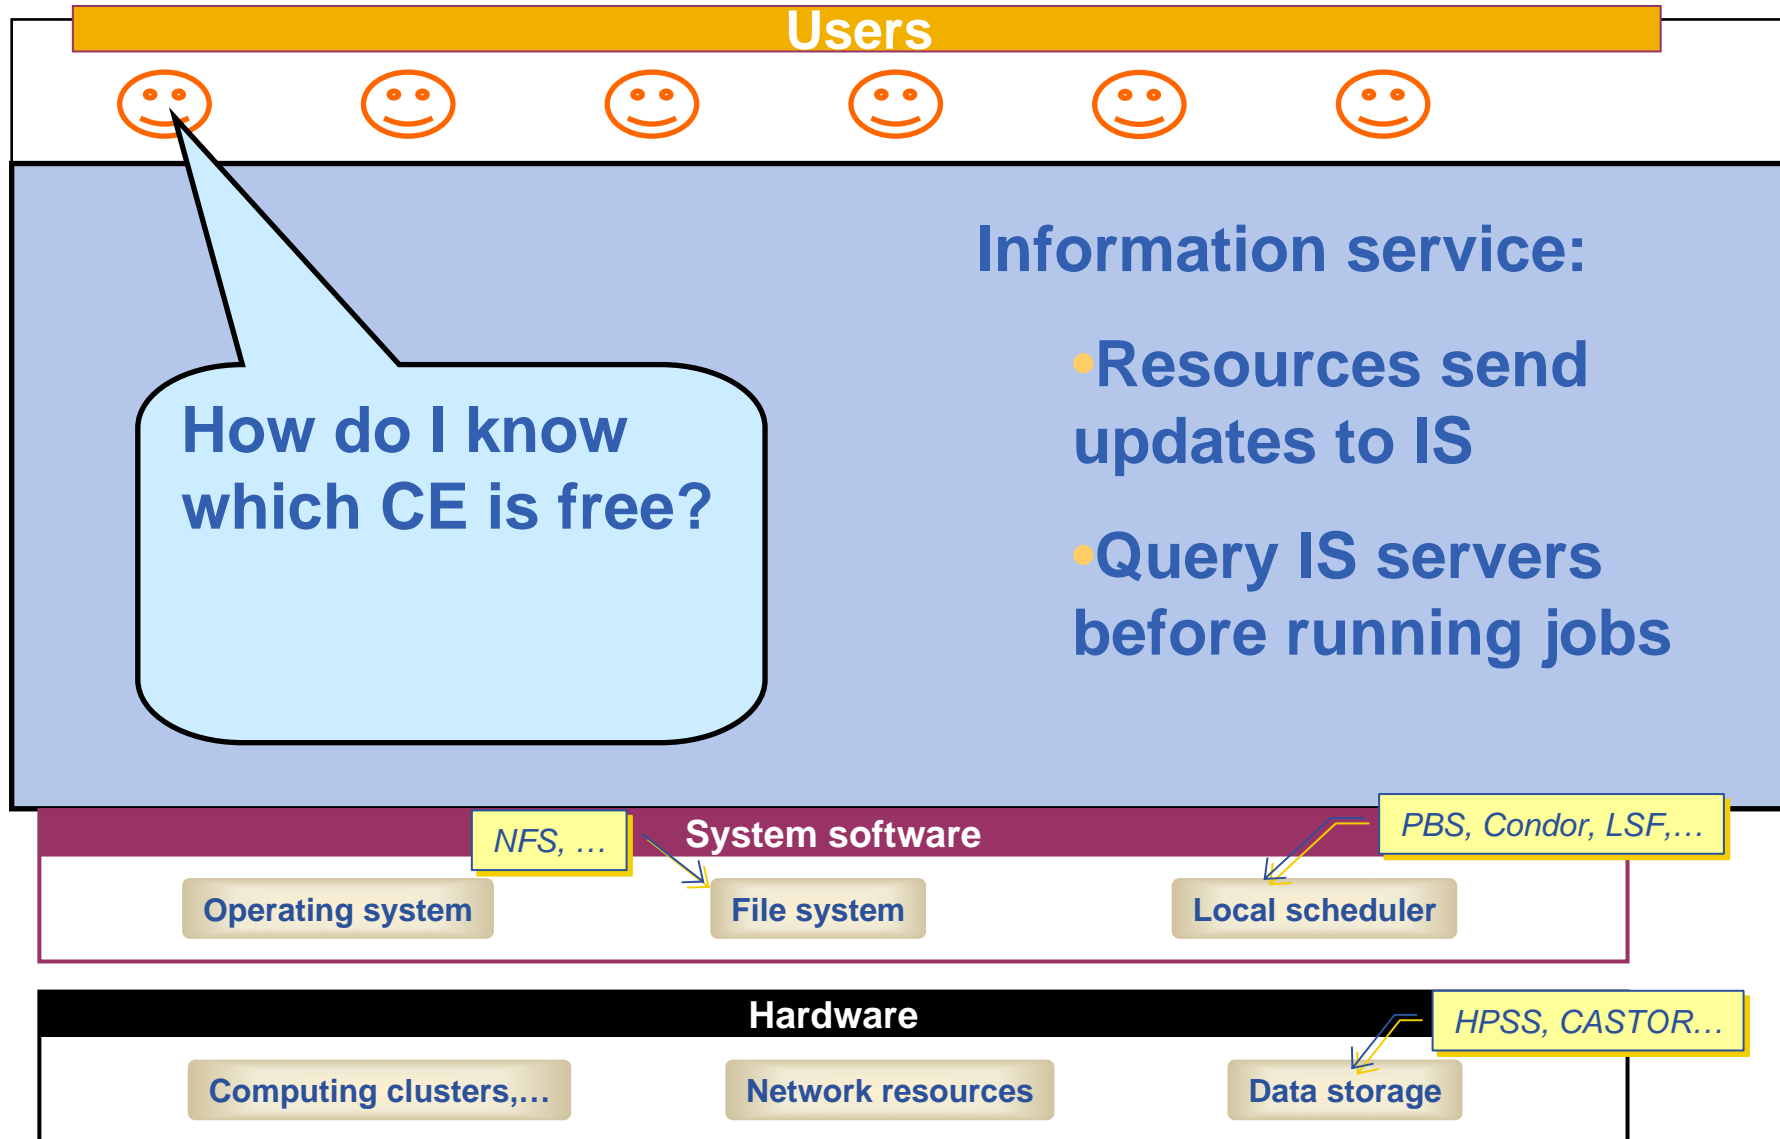 Users
Information service:
•Resources send
updates to IS
How do I know
which CE is free?
•Query IS servers
before running jobs
System software
NFS, …
PBS, Condor, LSF,…
Operating system
File system
Local scheduler
Hardware
HPSS, CASTOR…
Computing clusters,…
Network resources
Data storage